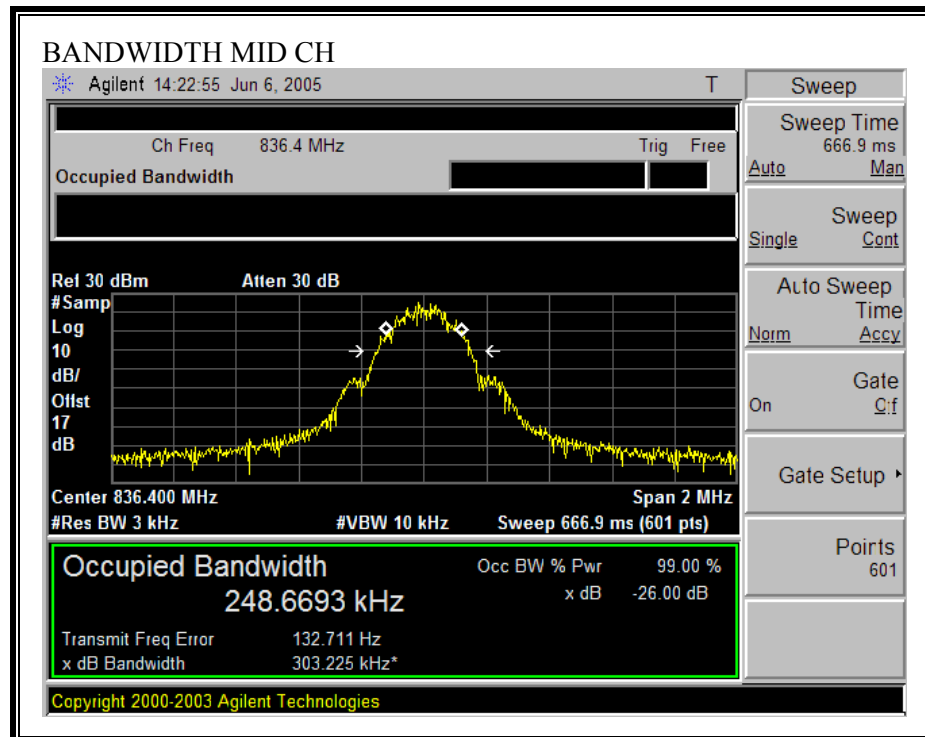 BANDWIDTH MID CH
Agilent 14:22:55 Jun 6, 2005 T
Sweep
Ch Freq 836.4 MHz Trig Free
Occupied Bandwidth
Sweep Time
666.9 ms
Auto Man
Sweep
Single Cont
Auto Sweep
Time
Norm Accy
Gate
On Off
Gate Setup
Points
601
Ref 30 dBm Atten 30 dB
#Samp
Log
10
dB/
Offst
17
dB
Center 836.400 MHz Span 2 MHz
#Res BW 3 kHz #VBW 10 kHz Sweep 666.9 ms (601 pts)
Occupied Bandwidth
248.6693 kHz
Occ BW % Pwr 99.00 %
x dB -26.00 dB
Transmit Freq Error 132.711 Hz
x dB Bandwidth 303.225 kHz*
Copyright 2000-2003 Agilent Technologies